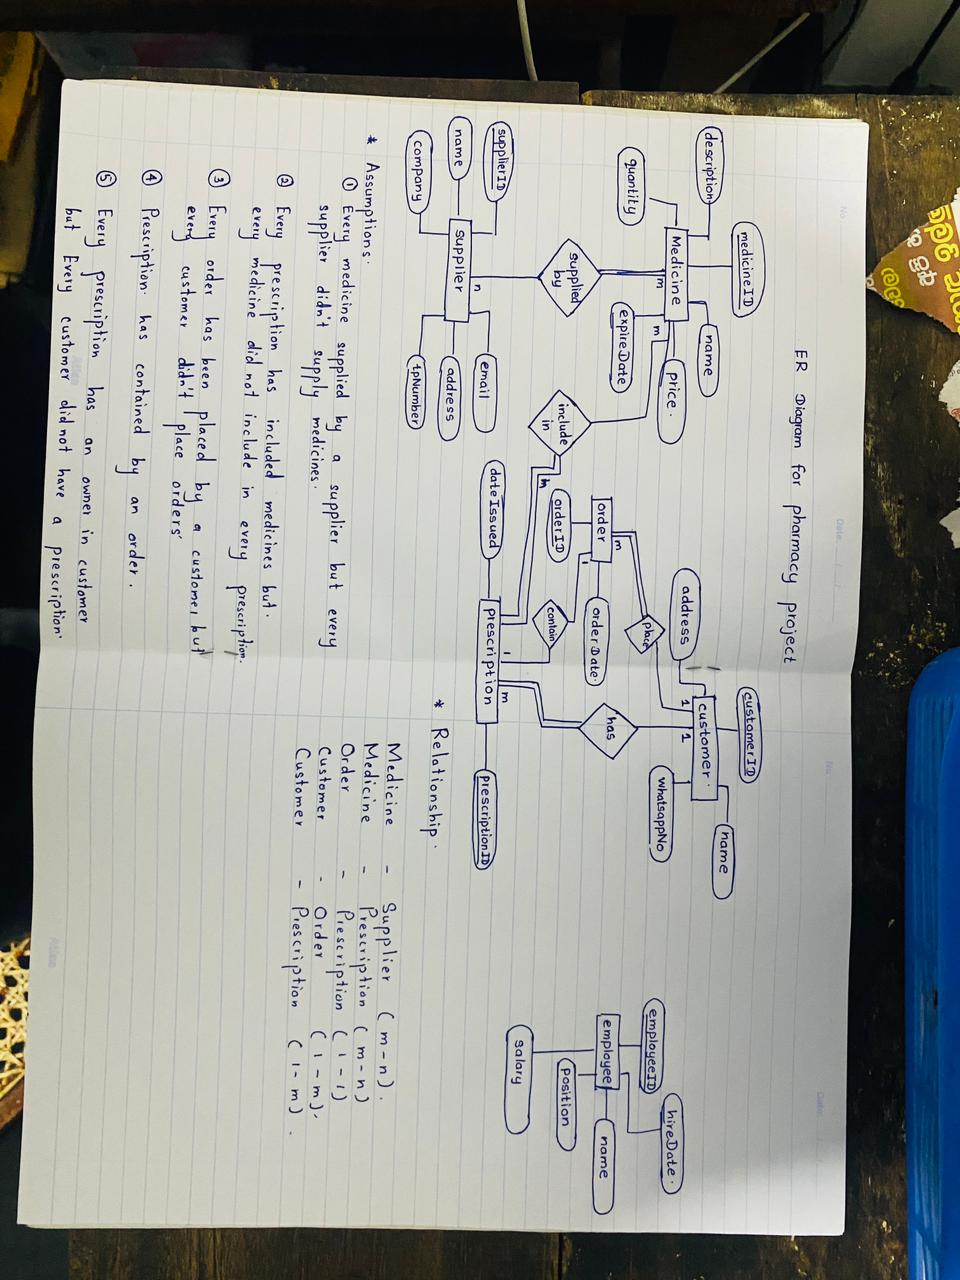 ER Diagram for pharmacy project
description
medicineID
name
quantity
Medicine
price.
expireDate
m
m
supplied
by
include
in
n
supplierID
name
company
supplier
email
address
tpNumber
order
orderID
orderDate.
m
1
place
contain
address
customerID
customer.
name
whatsappNo
1
1
has
dateIssued
prescription
prescriptionID
n
1
m
employeeID
hireDate.
employee
name
Position
salary
* Assumptions.
① Every medicine supplied by a supplier but every
supplier didn't supply medicines.
② Every prescription has included medicines but.
every medicine did not include in every prescription.
③ Every order has been placed by a customer but
every customer didn't place orders'
④ Prescription. has contained by an order.
⑤ Every prescription has an owner in customer
but Every customer did not have a prescription.
* Relationship.
Medicine - Supplier (m-n).
Medicine - Prescription (m-n)
Order - Prescription (1-1)
Customer - Order (1-m).
Customer - Prescription (1-m).